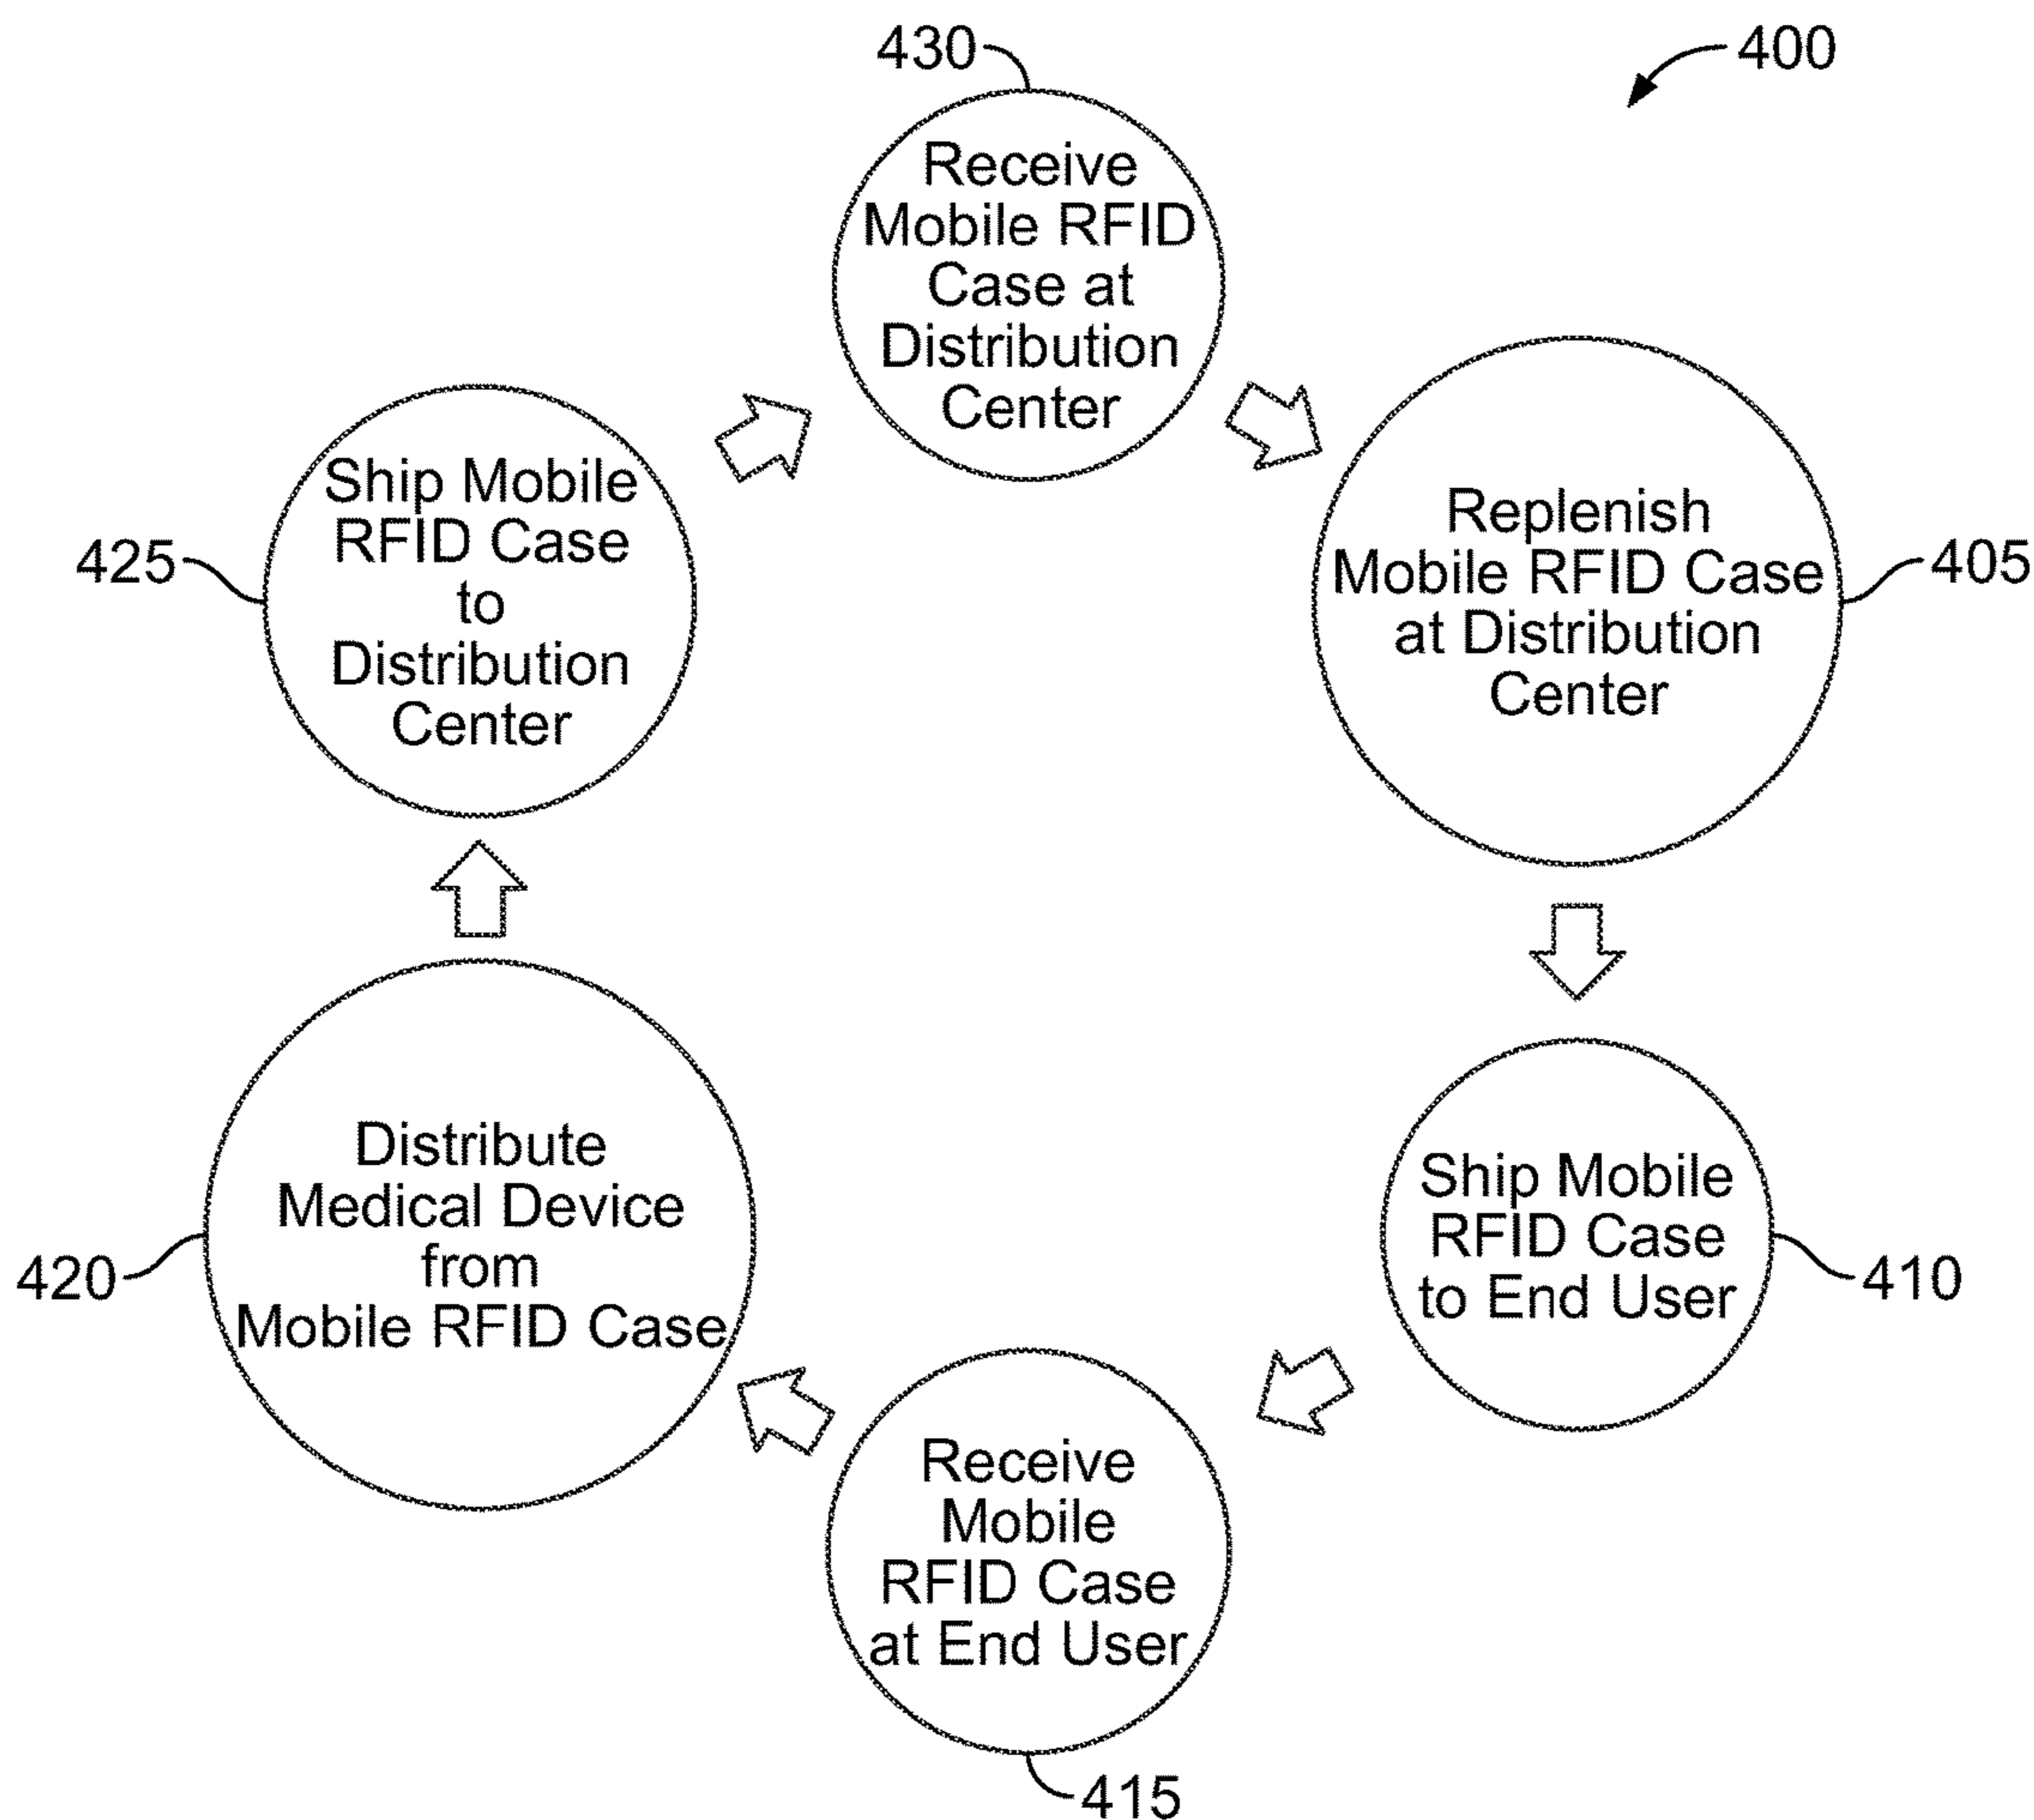 430
400
Receive
Mobile RFID
Case at
Distribution
Center
Ship Mobile
RFID Case
to
Distribution
Center
425
Replenish
Mobile RFID Case
at Distribution
Center
405
Distribute
Medical Device
from
Mobile RFID Case
420
Ship Mobile
RFID Case
to End User
410
Receive
Mobile
RFID Case
at End User
415